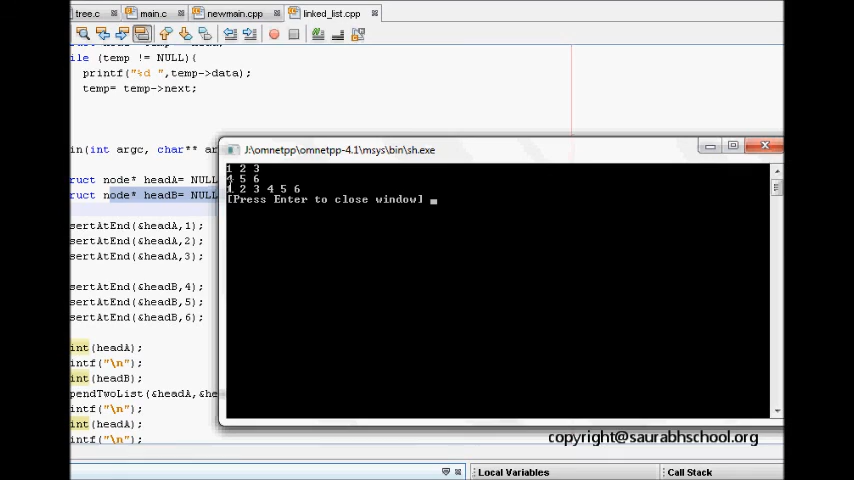 tree.c main.c newmain.cpp linked_list.cpp
ile (temp != NULL){
printf("%d ",temp->data);
temp= temp->next;
in(int argc, char** ar
ruct node* headA= NULL
ruct node* headB= NULL
sertAtEnd(&headA,1);
sertAtEnd(&headA,2);
sertAtEnd(&headA,3);
sertAtEnd(&headB,4);
sertAtEnd(&headB,5);
sertAtEnd(&headB,6);
int(headA);
intf("\n");
int(headB);
pendTwoList(&headA,&he
intf("\n");
int(headA);
intf("\n");
J:\omnetpp\omnetpp-4.1\msys\bin\sh.exe
1 2 3
4 5 6
1 2 3 4 5 6
[Press Enter to close window]
copyright@saurabhschool.org
Local Variables Call Stack